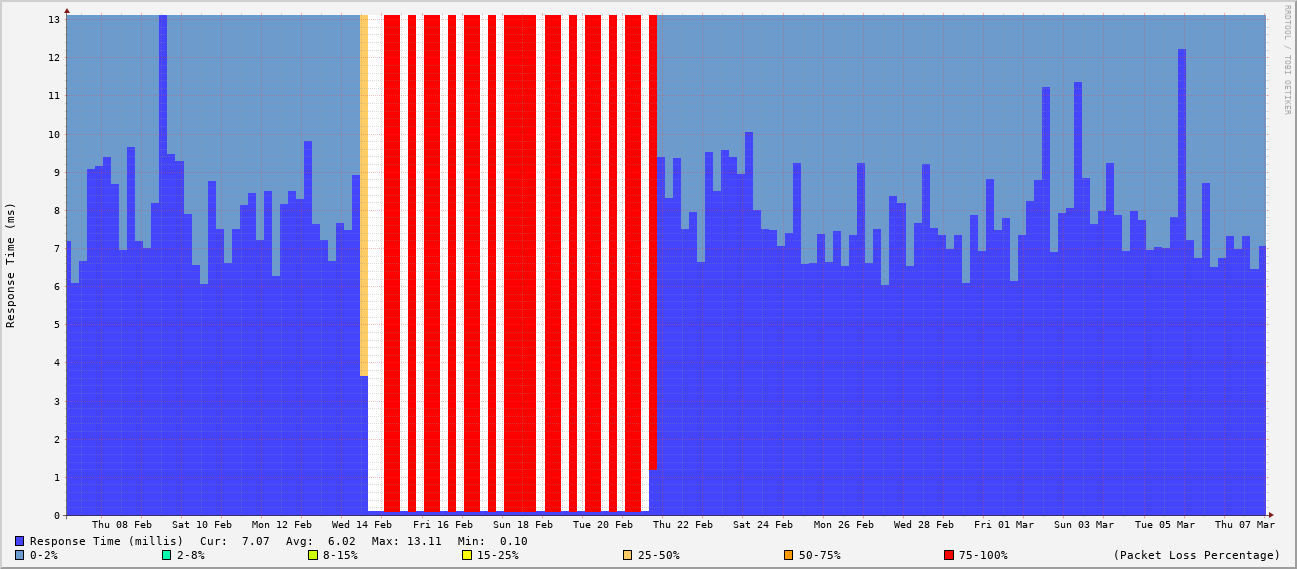 RRDTOOL / TOBI OETIKER
Response Time (ms)
13
12
11
10
9
8
7
6
5
4
3
2
1
0
Thu 08 Feb Sat 10 Feb Mon 12 Feb Wed 14 Feb Fri 16 Feb Sun 18 Feb Tue 20 Feb Thu 22 Feb Sat 24 Feb Mon 26 Feb Wed 28 Feb Fri 01 Mar Sun 03 Mar Tue 05 Mar Thu 07 Mar
Response Time (millis) Cur: 7.07 Avg: 6.02 Max: 13.11 Min: 0.10
0-2% 2-8% 8-15% 15-25% 25-50% 50-75% 75-100% (Packet Loss Percentage)